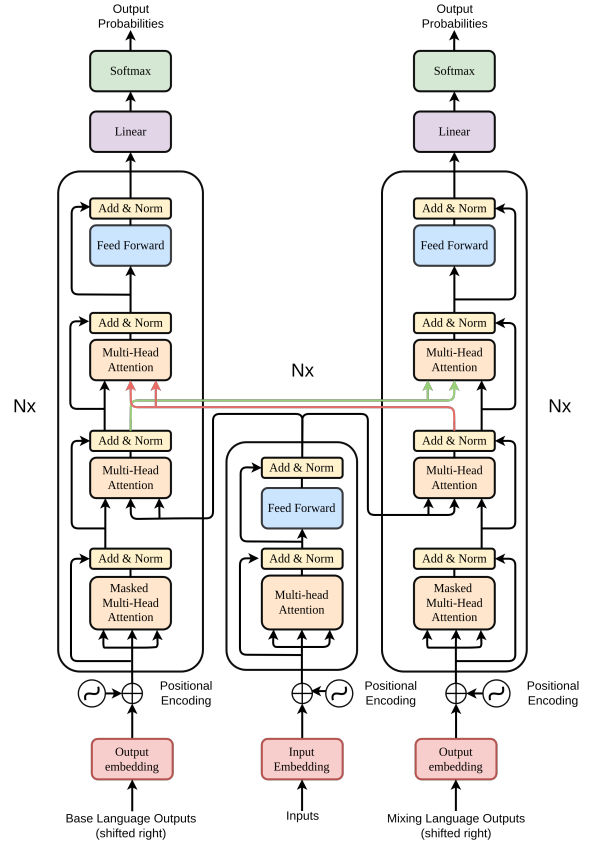 Output
Probabilities
Softmax
Linear
Add & Norm
Feed Forward
Add & Norm
Multi-Head
Attention
Nx
Add & Norm
Multi-Head
Attention
Add & Norm
Masked
Multi-Head
Attention
Positional
Encoding
Output
embedding
Base Language Outputs
(shifted right)
Nx
Add & Norm
Feed Forward
Add & Norm
Multi-head
Attention
Positional
Encoding
Input
Embedding
Inputs
Output
Probabilities
Softmax
Linear
Add & Norm
Feed Forward
Add & Norm
Multi-Head
Attention
Nx
Add & Norm
Multi-Head
Attention
Add & Norm
Masked
Multi-Head
Attention
Positional
Encoding
Output
embedding
Mixing Language Outputs
(shifted right)